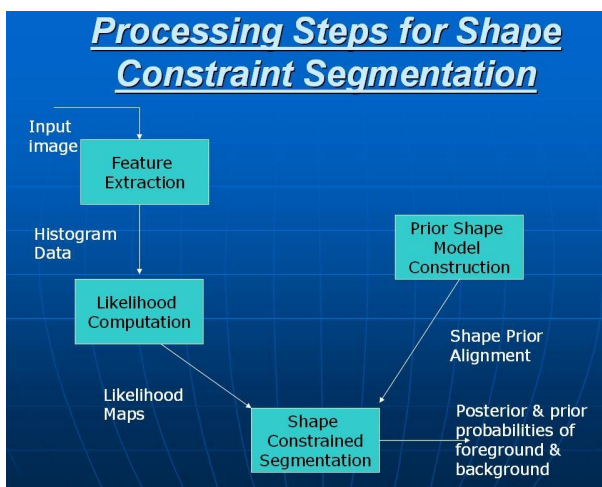 Processing Steps for Shape
Constraint Segmentation
Input
image
Feature
Extraction
Histogram
Data
Prior Shape
Model
Construction
Likelihood
Computation
Shape Prior
Alignment
Likelihood
Maps
Shape
Constrained
Segmentation
Posterior & prior
probabilities of
foreground &
background